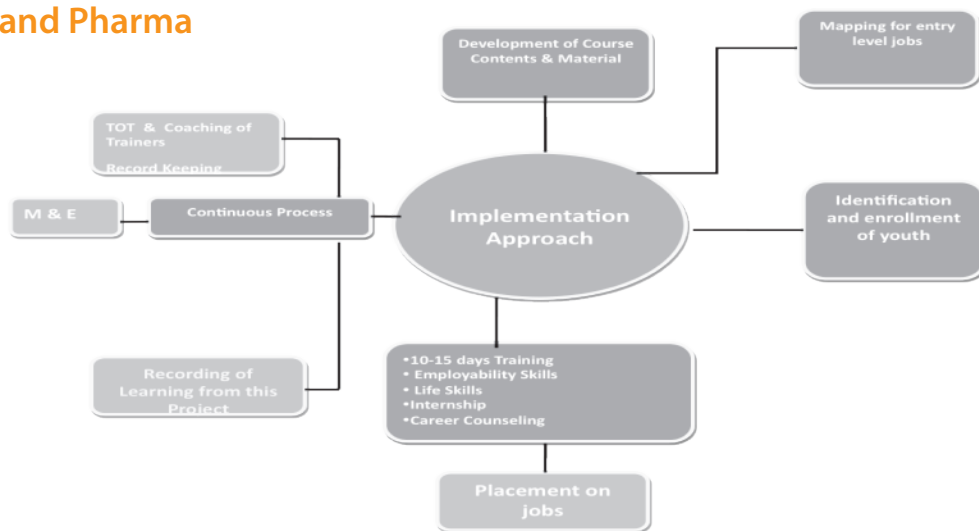 and Pharma
Development of Course
Contents & Material
Mapping for entry
level jobs
TOT & Coaching of
Trainers
Record Keeping
M & E
Continuous Process
Implementation
Approach
Identification
and enrollment
of youth
Recording of
Learning from this
Project
•10-15 days Training
• Employability Skills
• Life Skills
•Internship
•Career Counseling
Placement on
jobs